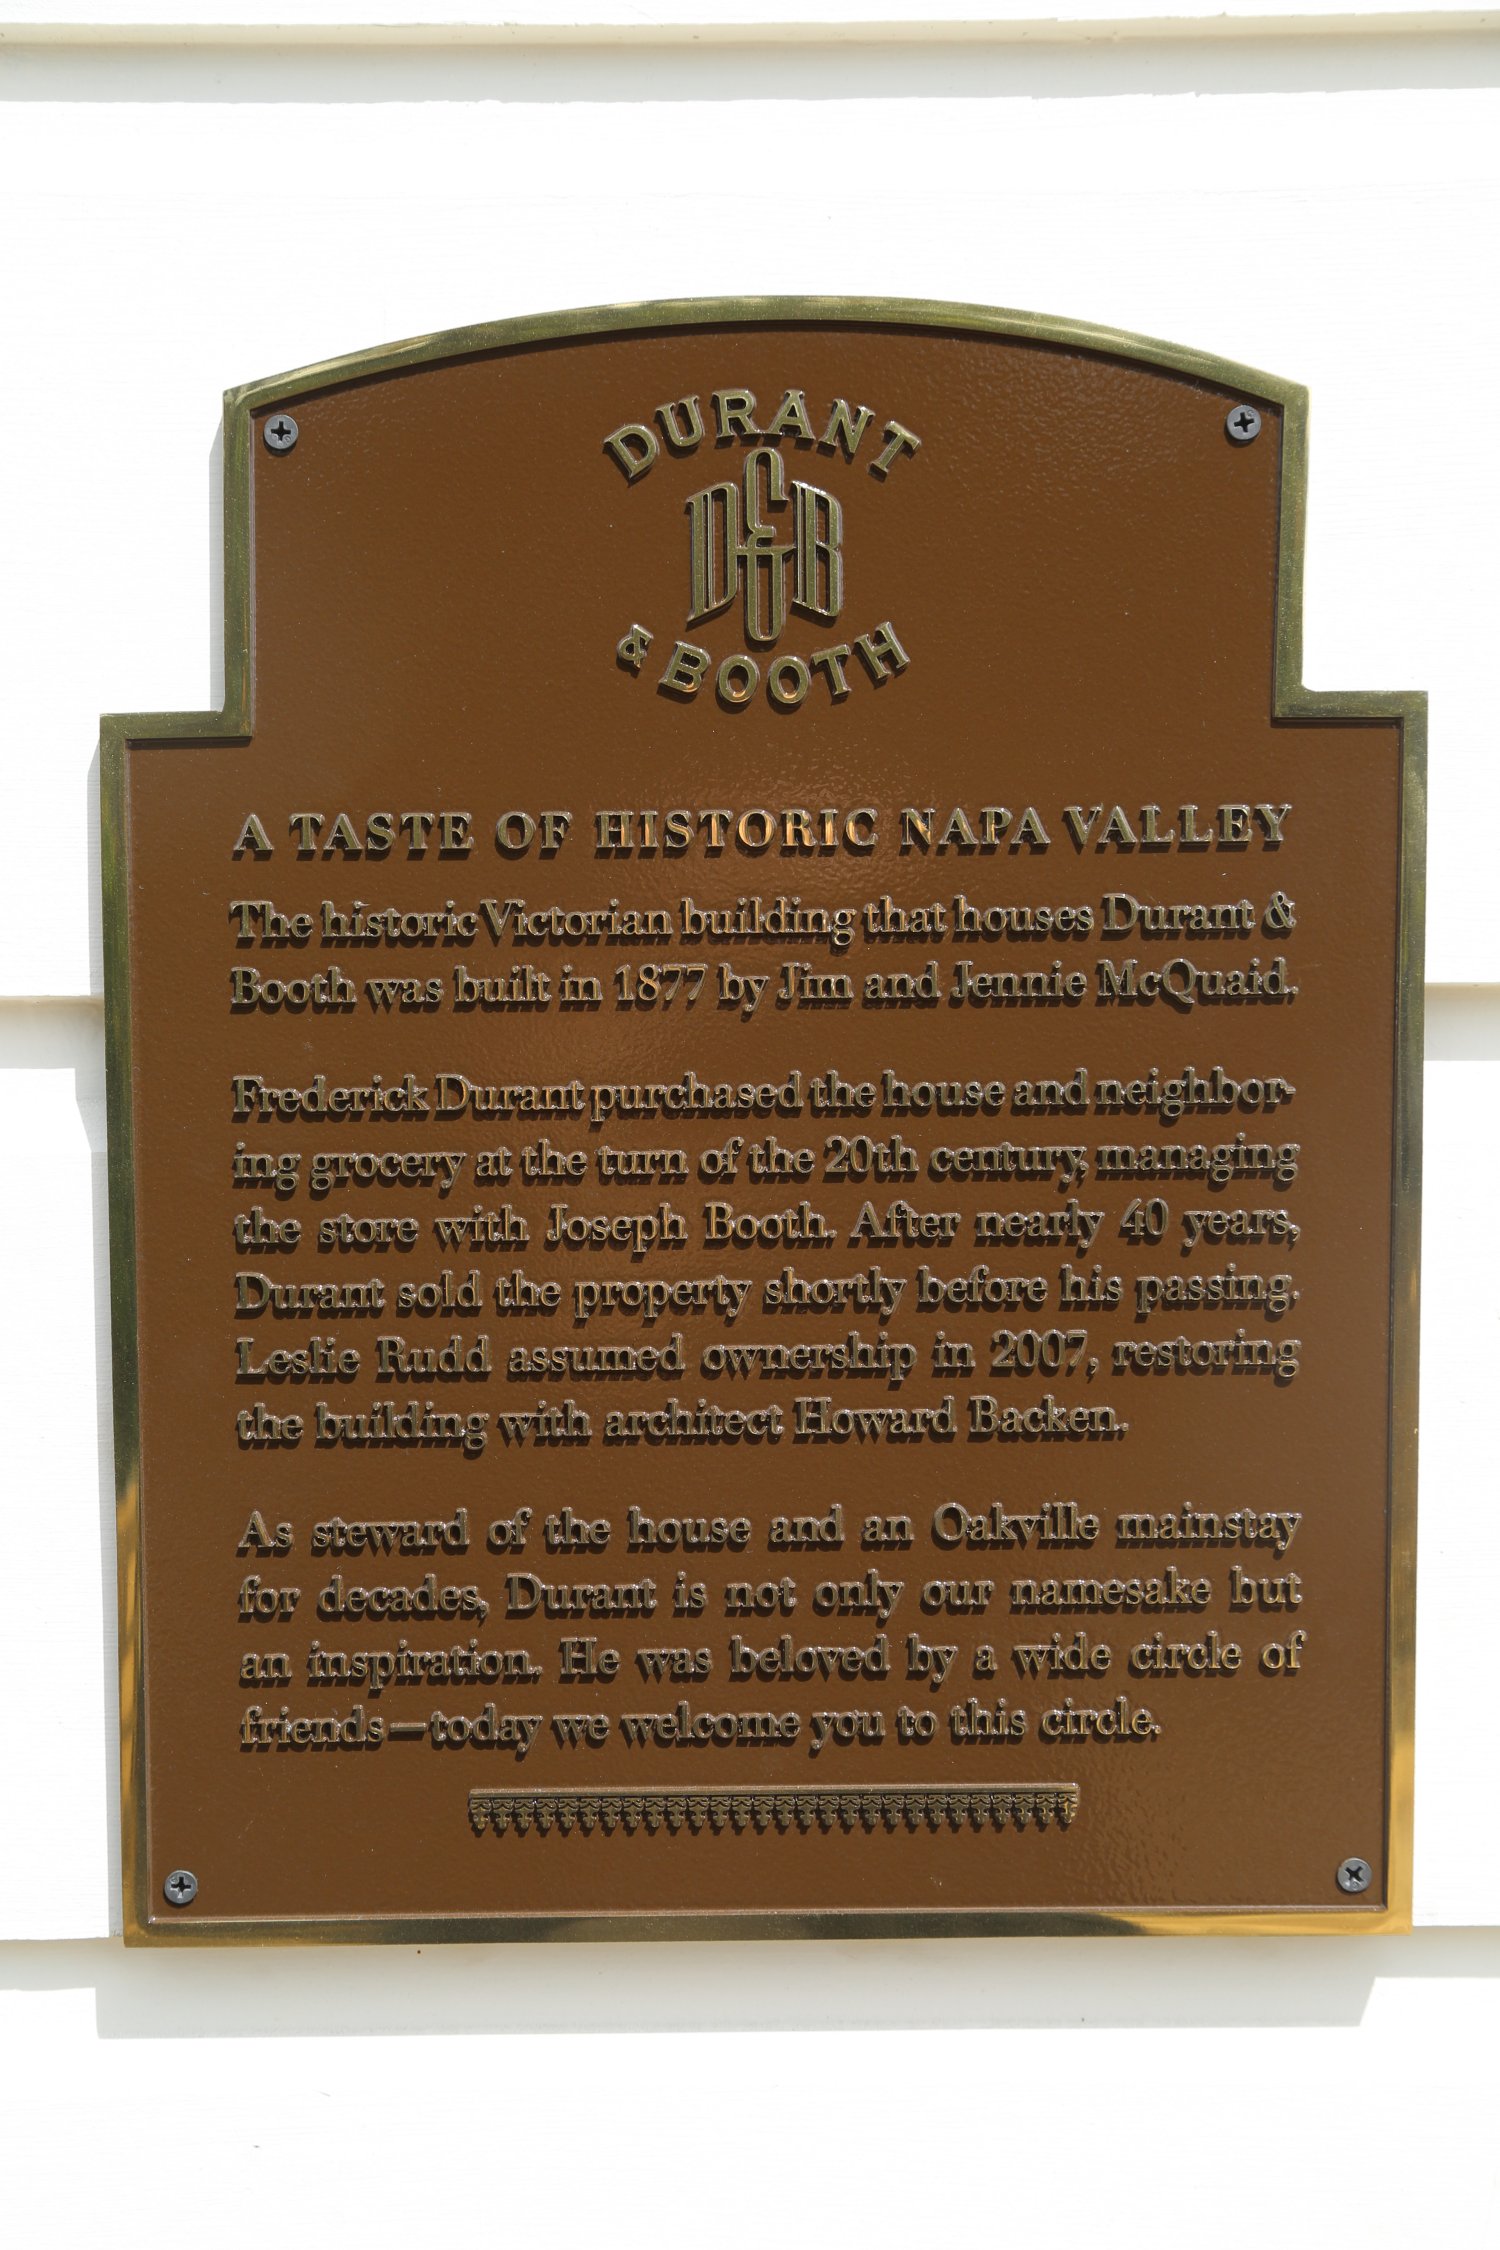 DURANT
D&B
& BOOTH
A TASTE OF HISTORIC NAPA VALLEY
The historic Victorian building that houses Durant &
Booth was built in 1877 by Jim and Jennie McQuaid.
Frederick Durant purchased the house and neighbor-
ing grocery at the turn of the 20th century, managing
the store with Joseph Booth. After nearly 40 years,
Durant sold the property shortly before his passing.
Leslie Rudd assumed ownership in 2007, restoring
the building with architect Howard Backen.
As steward of the house and an Oakville mainstay
for decades, Durant is not only our namesake but
an inspiration. He was beloved by a wide circle of
friends—today we welcome you to this circle.